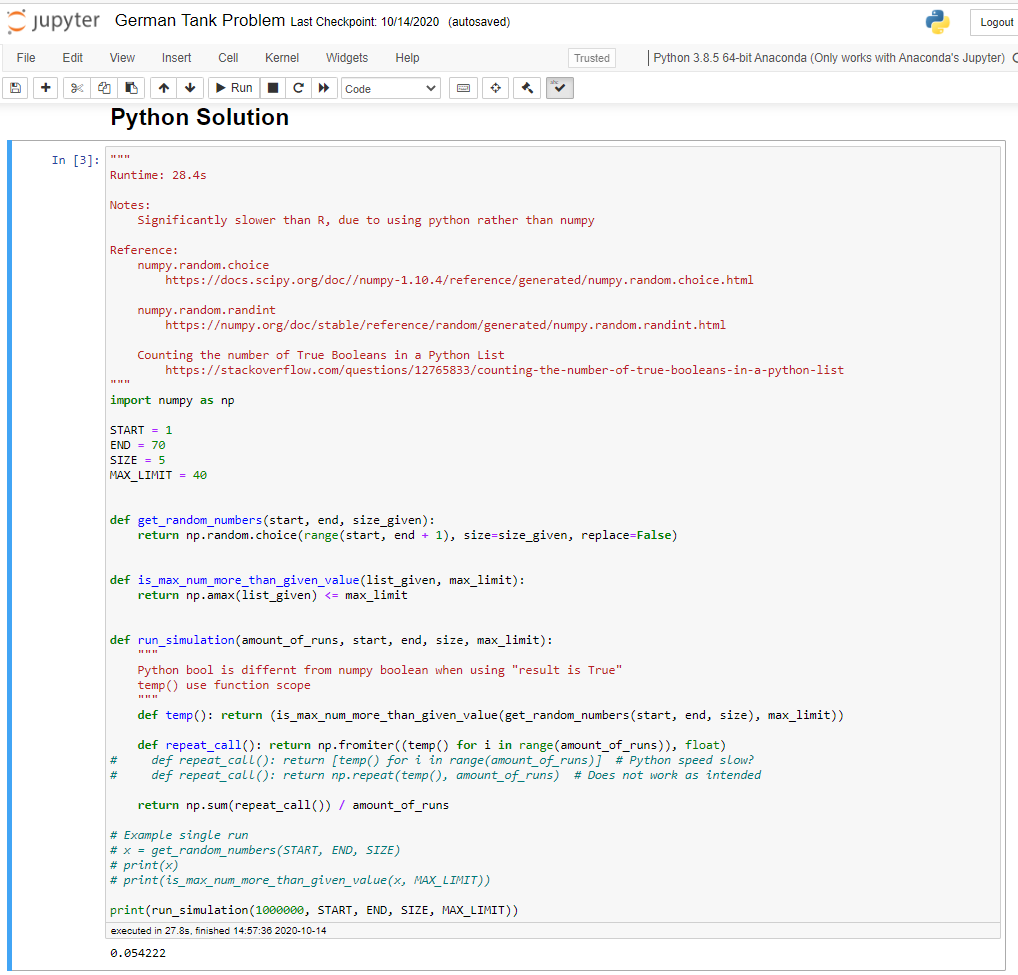 jupyter German Tank Problem Last Checkpoint: 10/14/2020 (autosaved) Logout
File Edit View Insert Cell Kernel Widgets Help Trusted Python 3.8.5 64-bit Anaconda (Only works with Anaconda's Jupyter)
Run Code
Python Solution
In [3]: """
Runtime: 28.4s
Notes:
    Significantly slower than R, due to using python rather than numpy
Reference:
    numpy.random.choice
        https://docs.scipy.org/doc//numpy-1.10.4/reference/generated/numpy.random.choice.html
    numpy.random.randint
        https://numpy.org/doc/stable/reference/random/generated/numpy.random.randint.html
    Counting the number of True Booleans in a Python List
        https://stackoverflow.com/questions/12765833/counting-the-number-of-true-booleans-in-a-python-list
"""
import numpy as np
START = 1
END = 70
SIZE = 5
MAX_LIMIT = 40
def get_random_numbers(start, end, size_given):
    return np.random.choice(range(start, end + 1), size=size_given, replace=False)
def is_max_num_more_than_given_value(list_given, max_limit):
    return np.amax(list_given) <= max_limit
def run_simulation(amount_of_runs, start, end, size, max_limit):
    """
    Python bool is differnt from numpy boolean when using "result is True"
    temp() use function scope
    """
    def temp(): return (is_max_num_more_than_given_value(get_random_numbers(start, end, size), max_limit))
    def repeat_call(): return np.fromiter((temp() for i in range(amount_of_runs)), float)
#     def repeat_call(): return [temp() for i in range(amount_of_runs)]  # Python speed slow?
#     def repeat_call(): return np.repeat(temp(), amount_of_runs)  # Does not work as intended
    return np.sum(repeat_call()) / amount_of_runs
# Example single run
# x = get_random_numbers(START, END, SIZE)
# print(x)
# print(is_max_num_more_than_given_value(x, MAX_LIMIT))
print(run_simulation(1000000, START, END, SIZE, MAX_LIMIT))
executed in 27.8s, finished 14:57:36 2020-10-14
0.054222